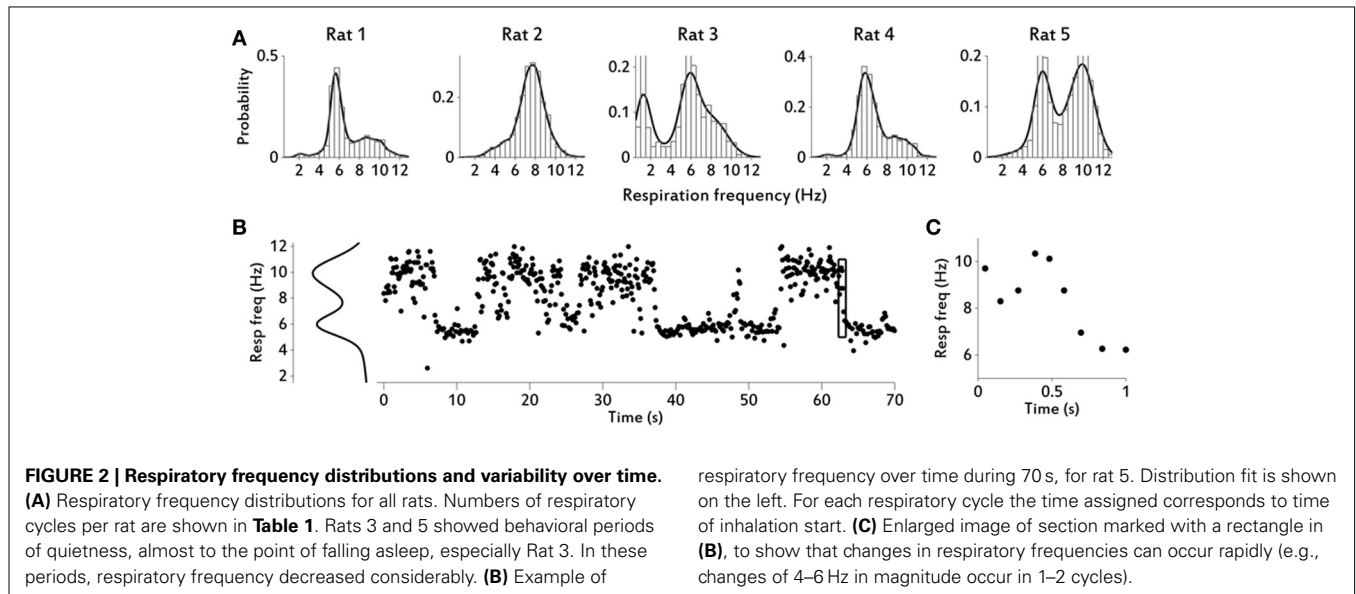 A
Rat 1
Rat 2
Rat 3
Rat 4
Rat 5
Probability
0.5
0
2 4 6 8 10 12
0.2
0
2 4 6 8 10 12
0.2
0.1
0
2 4 6 8 10 12
0.4
0.2
0
2 4 6 8 10 12
0.2
0.1
0
2 4 6 8 10 12
Respiration frequency (Hz)
B
Resp freq (Hz)
12
10
8
6
4
2
0 10 20 30 40 50 60 70
Time (s)
C
Resp freq (Hz)
10
8
6
0 0.5 1
Time (s)
FIGURE 2 | Respiratory frequency distributions and variability over time.
(A) Respiratory frequency distributions for all rats. Numbers of respiratory
cycles per rat are shown in Table 1. Rats 3 and 5 showed behavioral periods
of quietness, almost to the point of falling asleep, especially Rat 3. In these
periods, respiratory frequency decreased considerably. (B) Example of
respiratory frequency over time during 70 s, for rat 5. Distribution fit is shown
on the left. For each respiratory cycle the time assigned corresponds to time
of inhalation start. (C) Enlarged image of section marked with a rectangle in
(B), to show that changes in respiratory frequencies can occur rapidly (e.g.,
changes of 4–6 Hz in magnitude occur in 1–2 cycles).